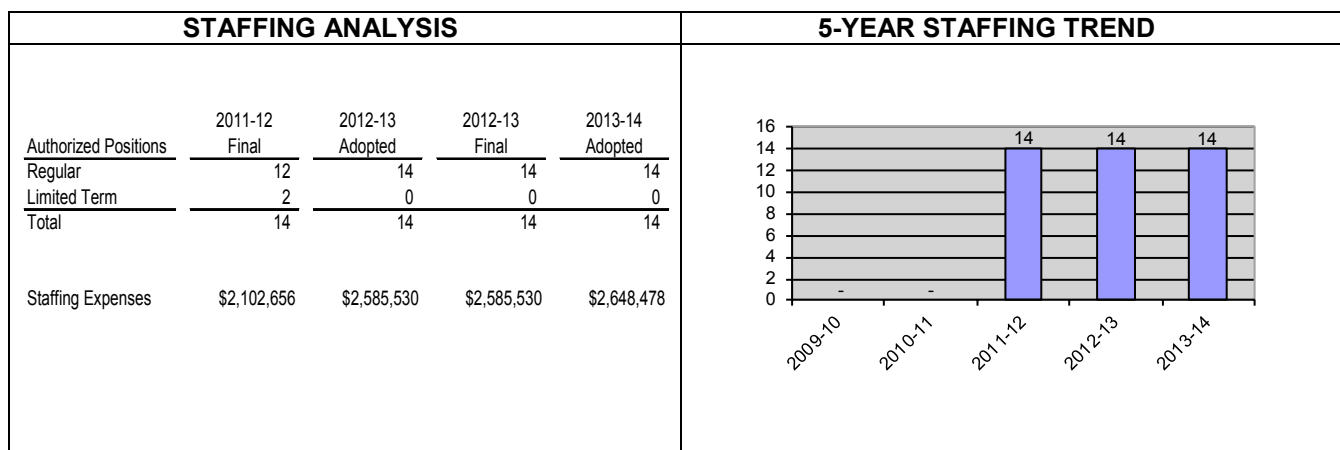 STAFFING ANALYSIS
2011-12 2012-13 2012-13 2013-14
Authorized Positions Final Adopted Final Adopted
Regular 12 14 14 14
Limited Term 2 0 0 0
Total 14 14 14 14
Staffing Expenses $2,102,656 $2,585,530 $2,585,530 $2,648,478
5-YEAR STAFFING TREND
16
14
12
10
8
6
4
2
0
- - 14 14 14
2009-10 2010-11 2011-12 2012-13 2013-14